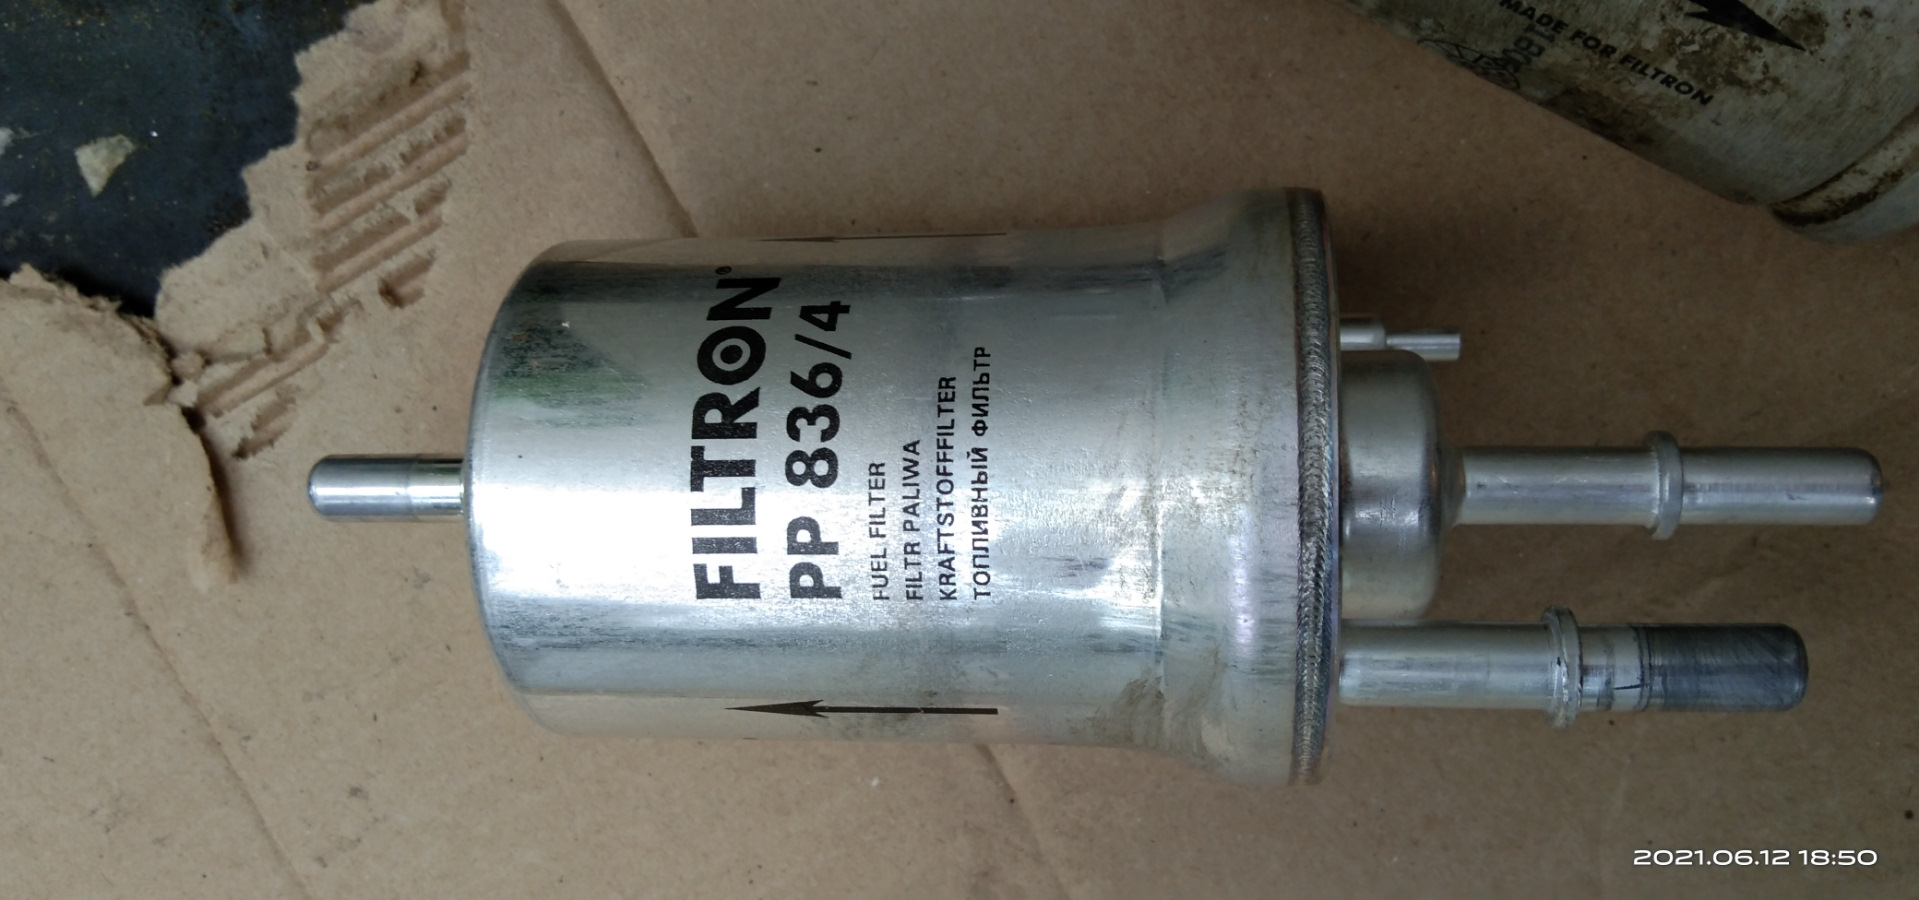 FILTRON®
PP 836/4
FUEL FILTER
FILTR PALIWA
KRAFTSTOFFFILTER
ТОПЛИВНЫЙ ФИЛЬТР
MADE FOR FILTRON
2021.06.12 18:50